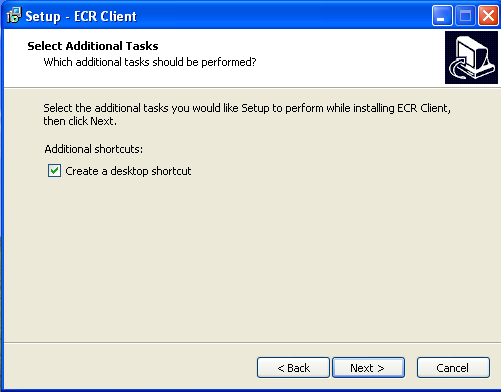 Setup - ECR Client
Select Additional Tasks
Which additional tasks should be performed?
Select the additional tasks you would like Setup to perform while installing ECR Client,
then click Next.
Additional shortcuts:
Create a desktop shortcut
< Back
Next >
Cancel